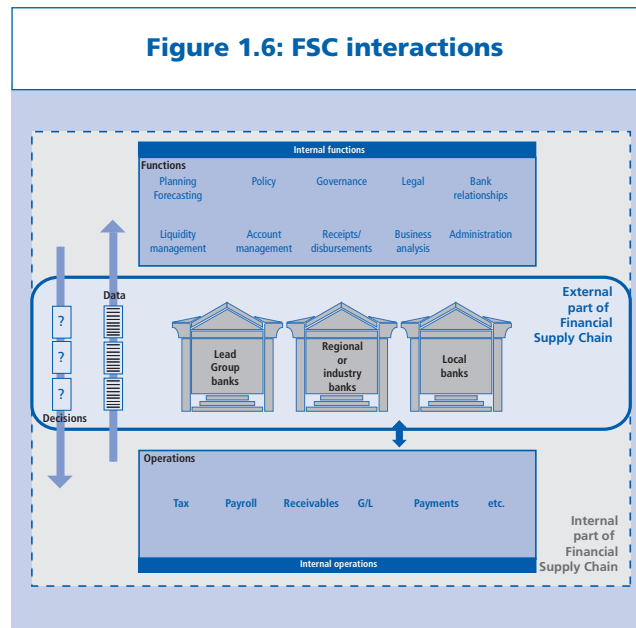 Figure 1.6: FSC interactions
Internal functions
Functions
Planning
Forecasting
Policy
Governance
Legal
Bank
relationships
Liquidity
management
Account
management
Receipts/
disbursements
Business
analysis
Administration
Data
?
?
?
Decisions
Lead
Group
banks
Regional
or
industry
banks
Local
banks
External
part of
Financial
Supply Chain
Operations
Tax
Payroll
Receivables
G/L
Payments
etc.
Internal operations
Internal
part of
Financial
Supply Chain